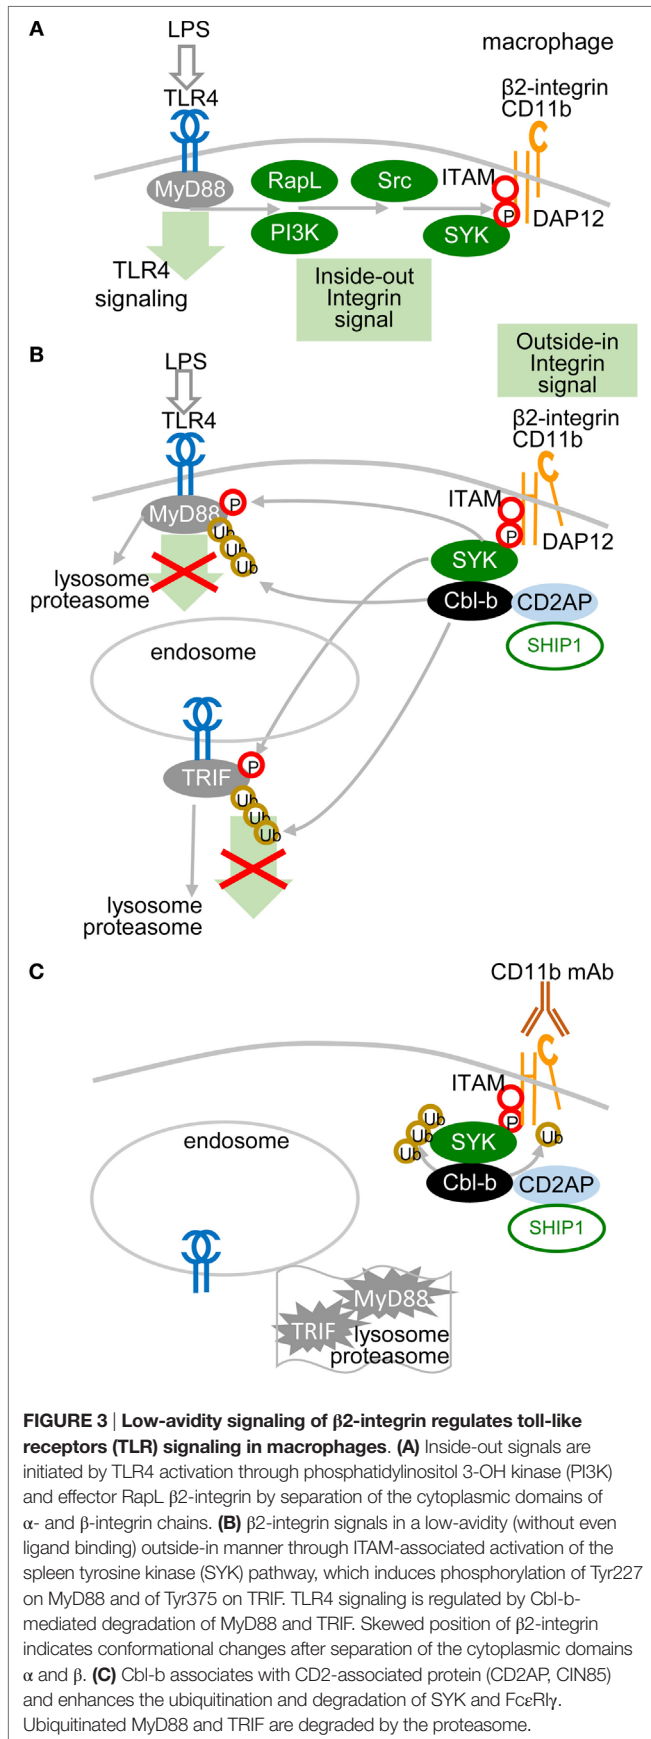 A
LPS
macrophage
TLR4
β2-integrin
CD11b
MyD88
RapL
Src
ITAM
P
PI3K
SYK
DAP12
TLR4
signaling
Inside-out
Integrin
signal
B
LPS
Outside-in
Integrin
signal
TLR4
β2-integrin
CD11b
MyD88
P
ITAM
P
Ub
Ub
Ub
DAP12
SYK
lysosome
proteasome
Cbl-b
CD2AP
SHIP1
endosome
TRIF
P
Ub
Ub
Ub
lysosome
proteasome
C
CD11b mAb
ITAM
P
endosome
Ub
Ub
Ub
SYK
Ub
Cbl-b
CD2AP
SHIP1
MyD88
TRIF
lysosome
proteasome
FIGURE 3 | Low-avidity signaling of β2-integrin regulates toll-like
receptors (TLR) signaling in macrophages. (A) Inside-out signals are
initiated by TLR4 activation through phosphatidylinositol 3-OH kinase (PI3K)
and effector RapL β2-integrin by separation of the cytoplasmic domains of
α- and β-integrin chains. (B) β2-integrin signals in a low-avidity (without even
ligand binding) outside-in manner through ITAM-associated activation of the
spleen tyrosine kinase (SYK) pathway, which induces phosphorylation of Tyr227
on MyD88 and of Tyr375 on TRIF. TLR4 signaling is regulated by Cbl-b-
mediated degradation of MyD88 and TRIF. Skewed position of β2-integrin
indicates conformational changes after separation of the cytoplasmic domains
α and β. (C) Cbl-b associates with CD2-associated protein (CD2AP, CIN85)
and enhances the ubiquitination and degradation of SYK and FcεRIγ.
Ubiquitinated MyD88 and TRIF are degraded by the proteasome.